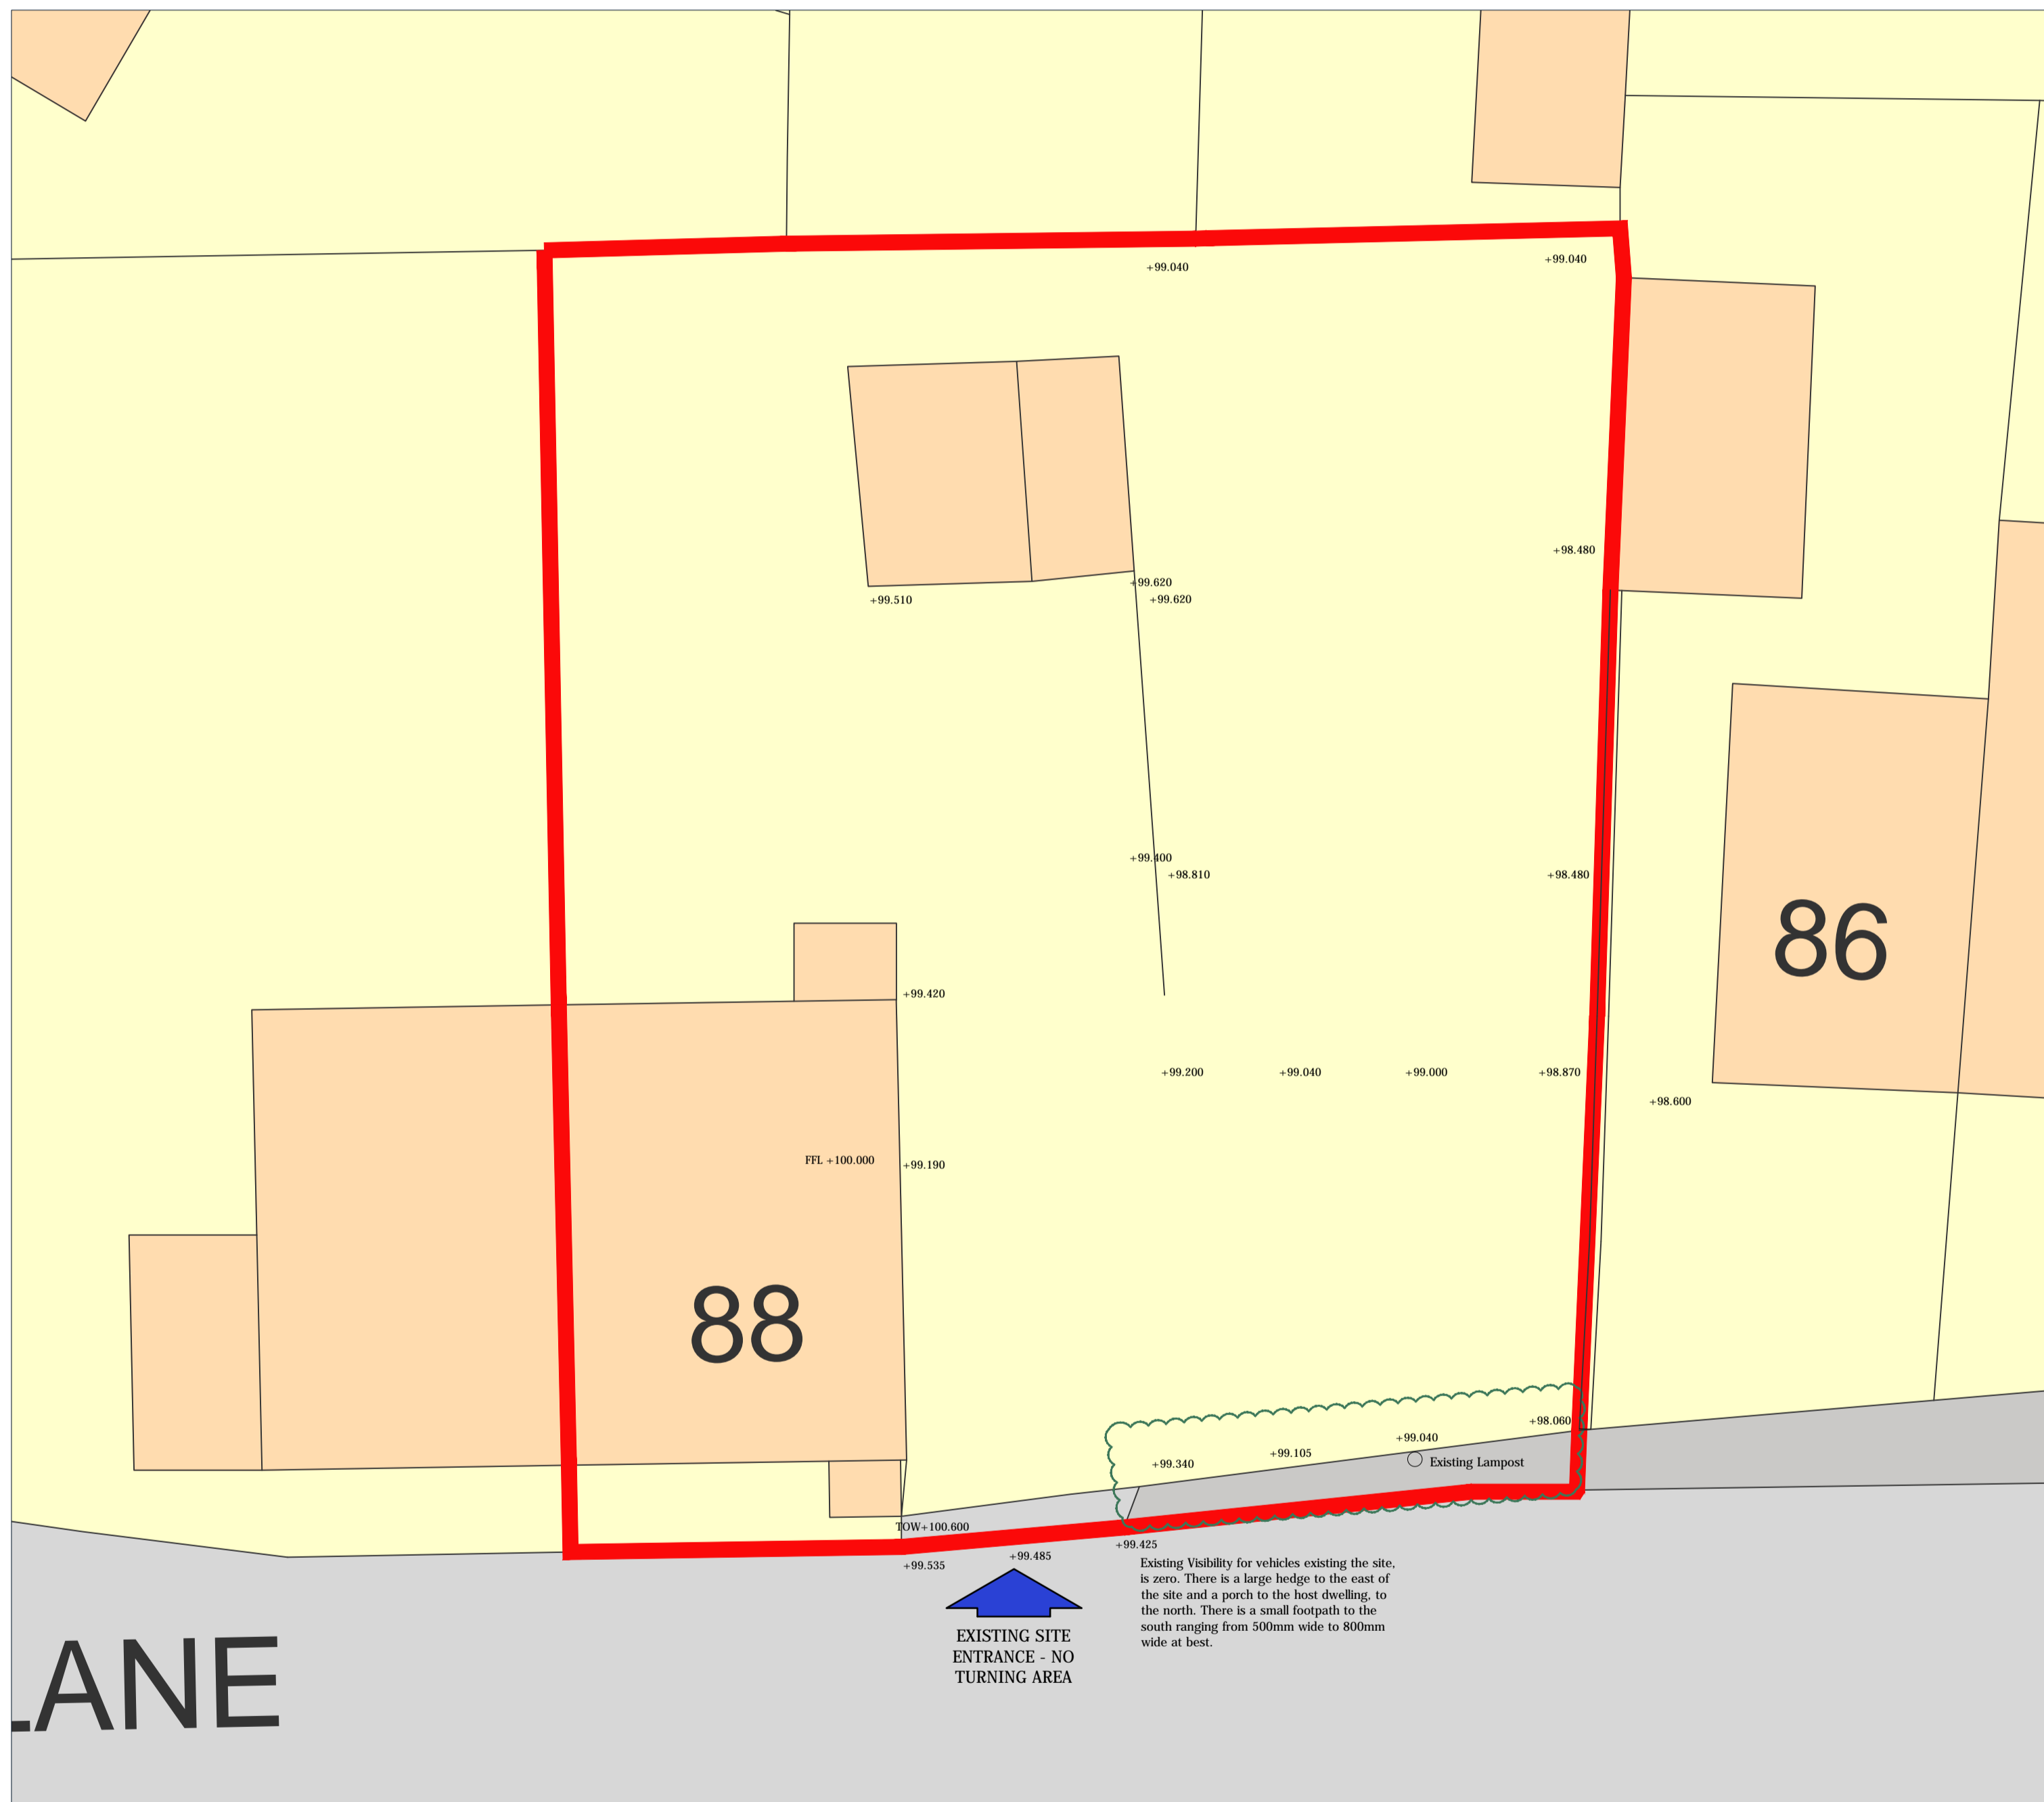 +99.040
+99.040
+98.480
+99.620
+99.510
+99.620
+99.400
+98.810
+98.480
86
+99.420
+99.200
+99.040
+99.000
+98.870
+98.600
FFL +100.000
+99.190
88
+98.060
+99.040
+99.105
+99.340
Existing Lampost
TOW+100.600
+99.535
+99.485
+99.425
Existing Visibility for vehicles existing the site,
is zero. There is a large hedge to the east of
the site and a porch to the host dwelling, to
the north. There is a small footpath to the
south ranging from 500mm wide to 800mm
wide at best.
EXISTING SITE
ENTRANCE - NO
TURNING AREA
LANE